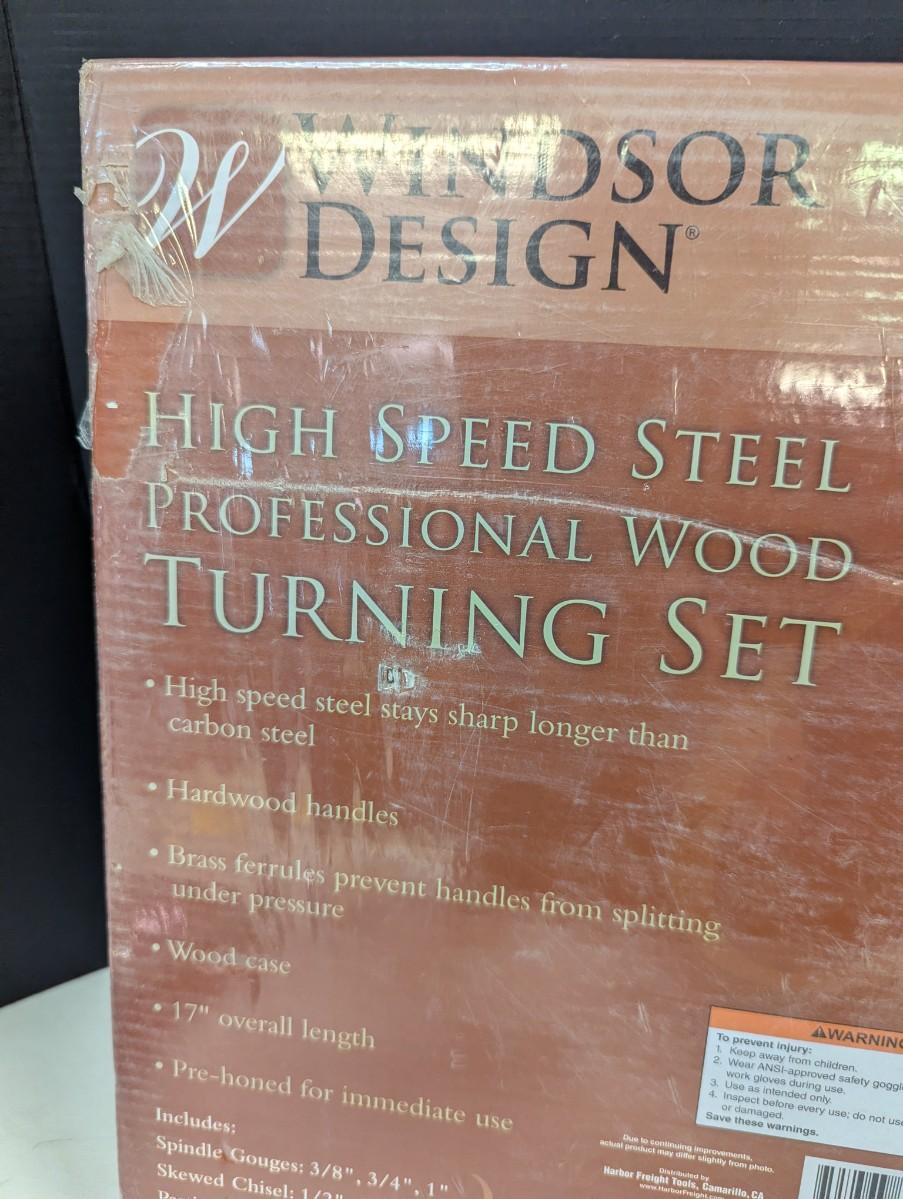 W
WINDSOR
DESIGN®
HIGH SPEED STEEL
PROFESSIONAL WOOD
TURNING SET
• High speed steel stays sharp longer than
carbon steel
• Hardwood handles
• Brass ferrules prevent handles from splitting
under pressure
• Wood case
• 17" overall length
• Pre-honed for immediate use
Includes:
Spindle Gouges: 3/8", 3/4", 1"
Skewed Chisel: 1/2"
⚠WARNING
To prevent injury:
1. Keep away from children.
2. Wear ANSI-approved safety
work gloves during use.
3. Use as intended only.
4. Inspect before every use; do not use
or damaged.
Save these warnings.
Due to continuing improvements,
actual product may differ slightly from photo.
Distributed by
Harbor Freight Tools, Camarillo, CA
www.HarborFreight.com